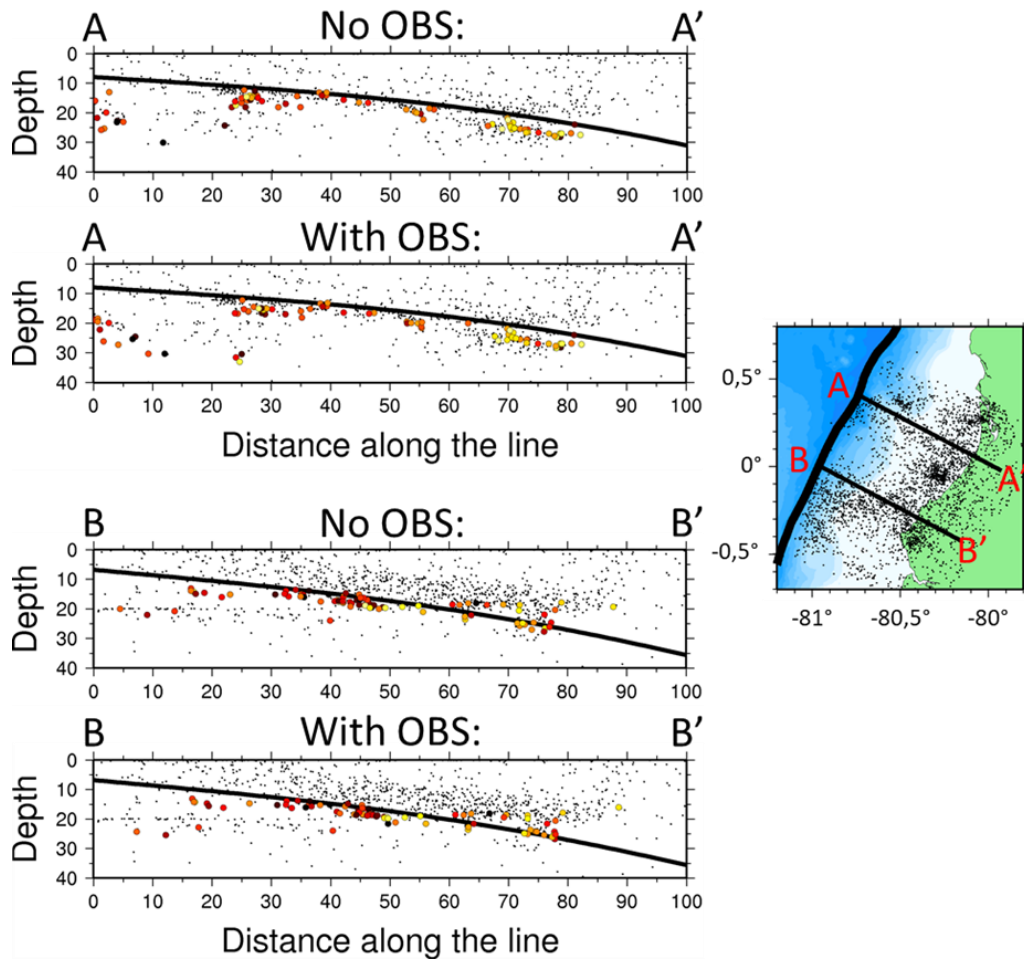 A No OBS: A’
0
10
20
30
40
Depth
0 10 20 30 40 50 60 70 80 90 100
A With OBS: A’
0
10
20
30
40
Depth
0 10 20 30 40 50 60 70 80 90 100
Distance along the line
B No OBS: B’
0
10
20
30
40
Depth
0 10 20 30 40 50 60 70 80 90 100
B With OBS: B’
0
10
20
30
40
Depth
0 10 20 30 40 50 60 70 80 90 100
Distance along the line
0,5°
0°
-0,5°
A
B
A’
B’
-81 -80,5 -80